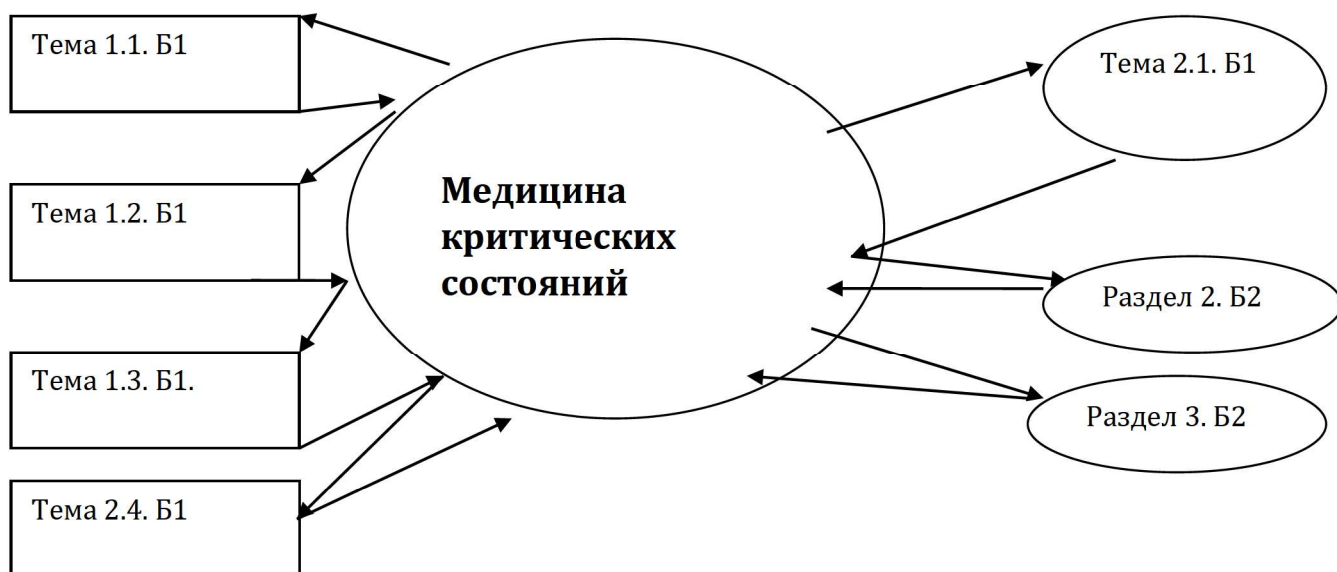 Тема 1.1. Б1
Тема 1.2. Б1
Тема 1.3. Б1.
Тема 2.4. Б1
Медицина
критических
состояний
Тема 2.1. Б1
Раздел 2. Б2
Раздел 3. Б2